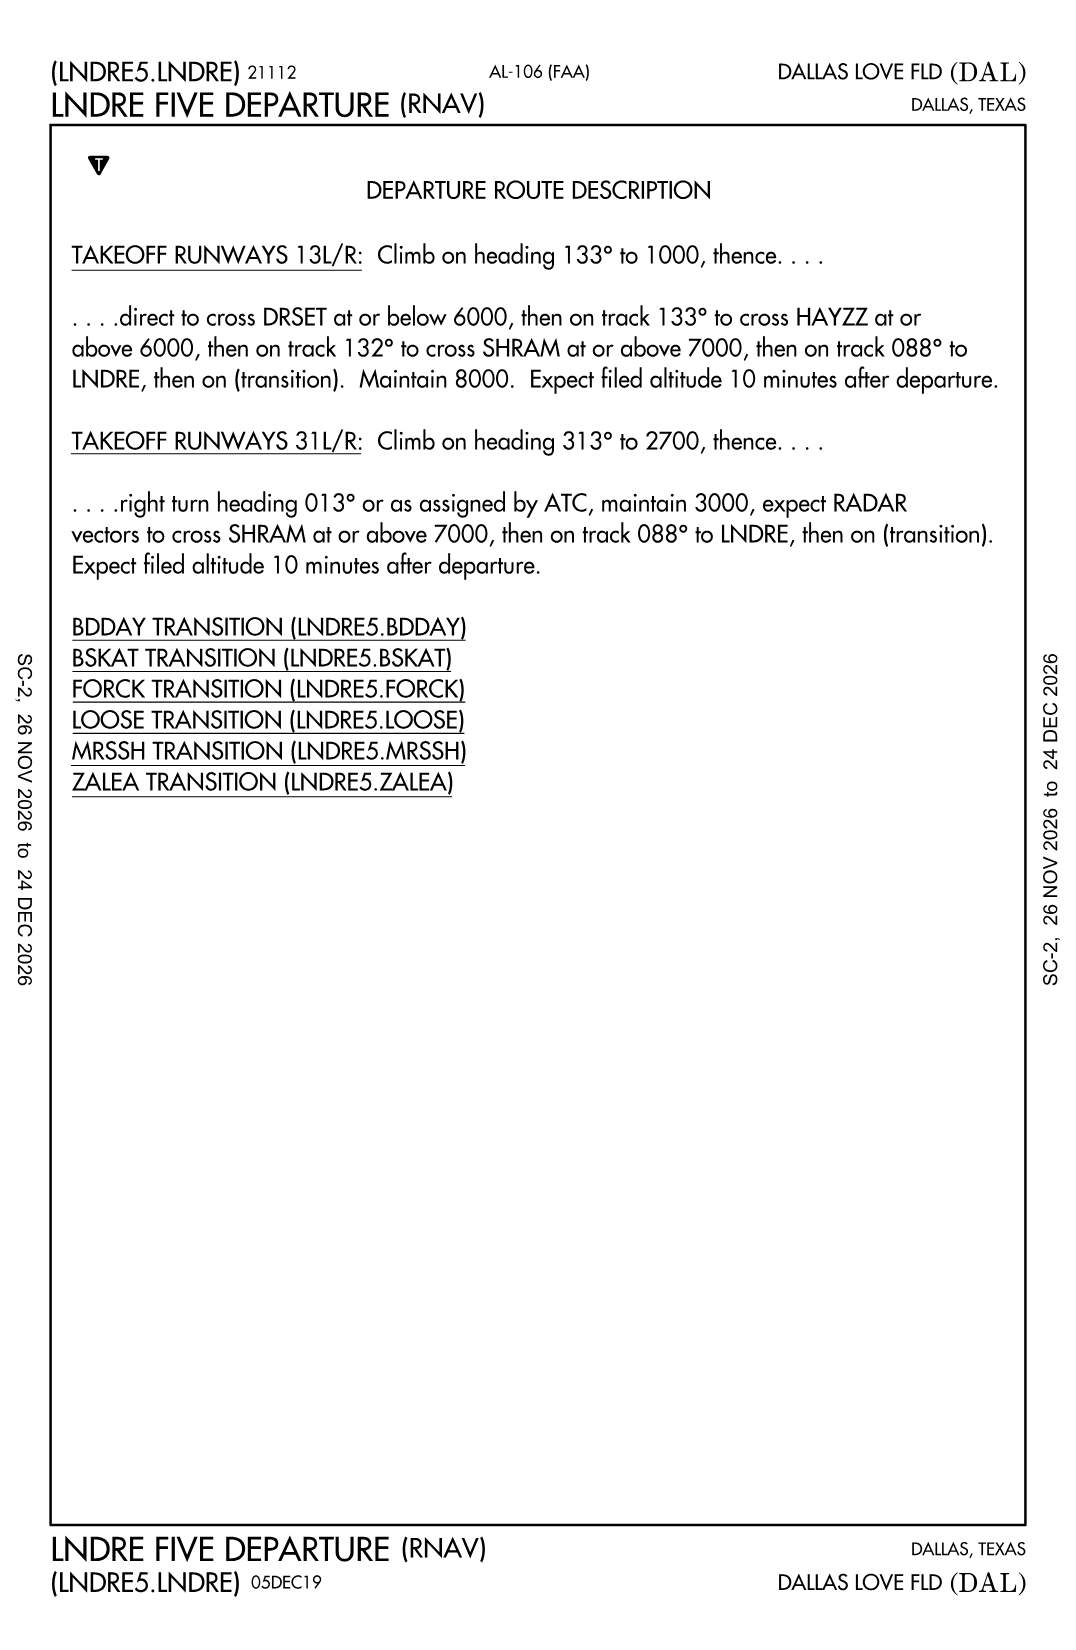 (LNDRE5.LNDRE) 21112 AL-106 (FAA) DALLAS LOVE FLD (DAL)
LNDRE FIVE DEPARTURE (RNAV) DALLAS, TEXAS
T
DEPARTURE ROUTE DESCRIPTION
TAKEOFF RUNWAYS 13L/R: Climb on heading 133° to 1000, thence. . . .
. . . .direct to cross DRSET at or below 6000, then on track 133° to cross HAYZZ at or
above 6000, then on track 132° to cross SHRAM at or above 7000, then on track 088° to
LNDRE, then on (transition). Maintain 8000. Expect filed altitude 10 minutes after departure.
TAKEOFF RUNWAYS 31L/R: Climb on heading 313° to 2700, thence. . . .
. . . .right turn heading 013° or as assigned by ATC, maintain 3000, expect RADAR
vectors to cross SHRAM at or above 7000, then on track 088° to LNDRE, then on (transition).
Expect filed altitude 10 minutes after departure.
BDDAY TRANSITION (LNDRE5.BDDAY)
BSKAT TRANSITION (LNDRE5.BSKAT)
FORCK TRANSITION (LNDRE5.FORCK)
LOOSE TRANSITION (LNDRE5.LOOSE)
MRSSH TRANSITION (LNDRE5.MRSSH)
ZALEA TRANSITION (LNDRE5.ZALEA)
SC-2, 26 NOV 2026 to 24 DEC 2026
SC-2, 26 NOV 2026 to 24 DEC 2026
LNDRE FIVE DEPARTURE (RNAV) DALLAS, TEXAS
(LNDRE5.LNDRE) 05DEC19 DALLAS LOVE FLD (DAL)